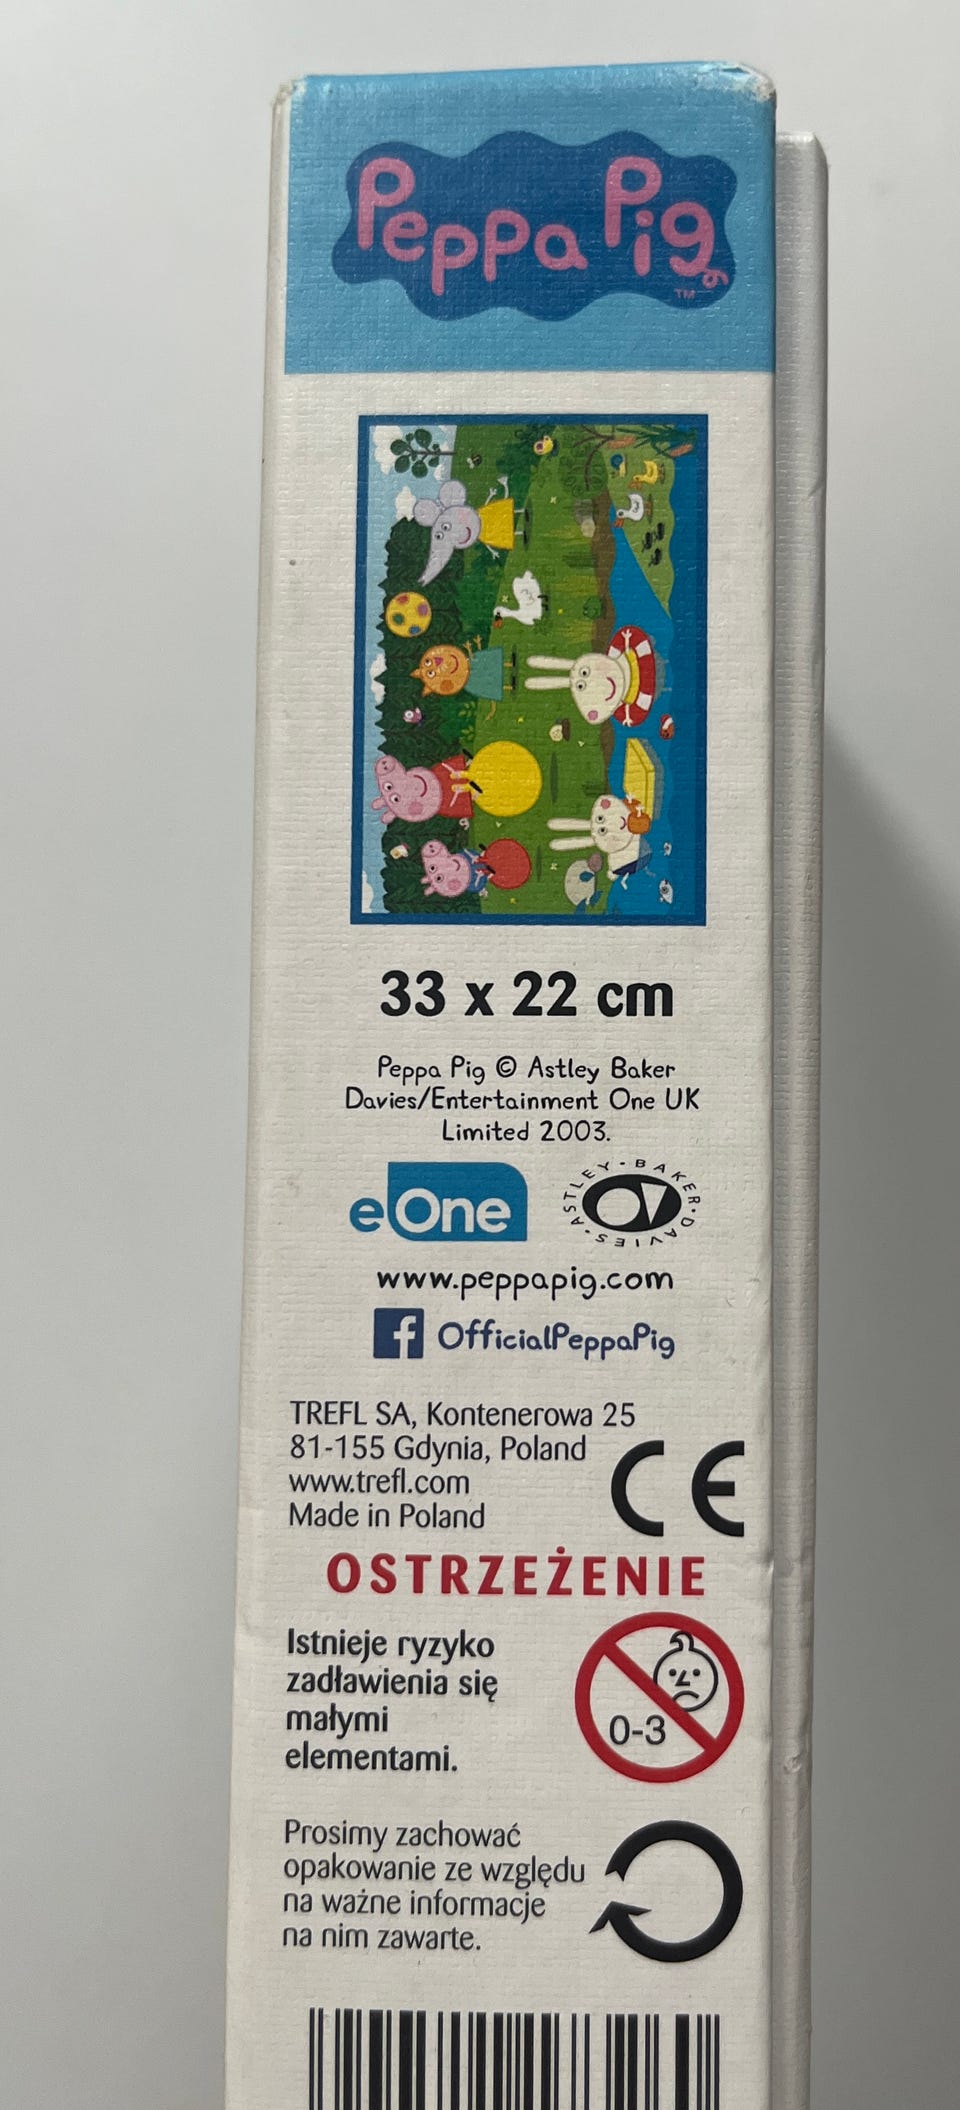 Peppa Pig
TM
33 x 22 cm
Peppa Pig © Astley Baker
Davies/Entertainment One UK
Limited 2003.
eOne
ASTLEY·BAKER·DAVIES·
www.peppapig.com
f OfficialPeppaPig
TREFL SA, Kontenerowa 25
81-155 Gdynia, Poland
www.trefl.com
Made in Poland
CE
OSTRZEŻENIE
Istnieje ryzyko
zadławienia się
małymi
elementami.
0-3
Prosimy zachować
opakowanie ze względu
na ważne informacje
na nim zawarte.